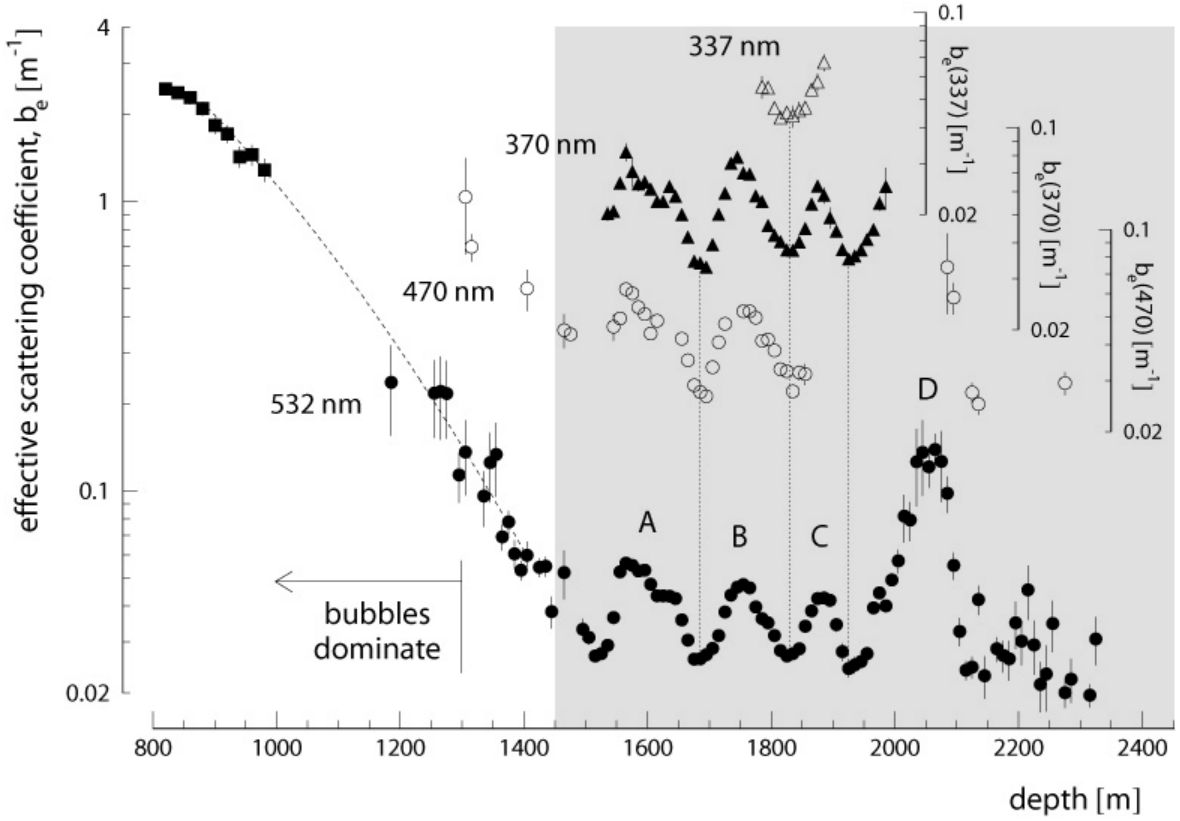 effective scattering coefficient, b_e [m⁻¹]
4
1
0.1
0.02
337 nm
370 nm
470 nm
532 nm
0.1
b_e(337) [m⁻¹]
0.02
0.1
b_e(370) [m⁻¹]
0.02
0.1
b_e(470) [m⁻¹]
0.02
A
B
C
D
bubbles
dominate
800
1000
1200
1400
1600
1800
2000
2200
2400
depth [m]